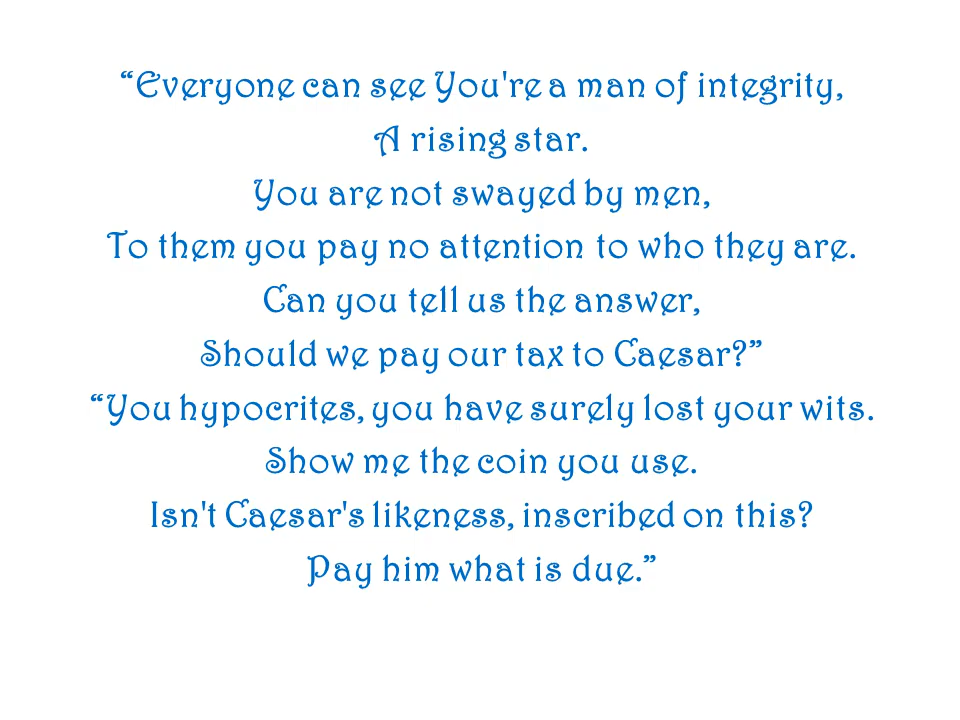 “Everyone can see You're a man of integrity,
A rising star.
You are not swayed by men,
To them you pay no attention to who they are.
Can you tell us the answer,
Should we pay our tax to Caesar?”
“You hypocrites, you have surely lost your wits.
Show me the coin you use.
Isn't Caesar's likeness, inscribed on this?
Pay him what is due.”